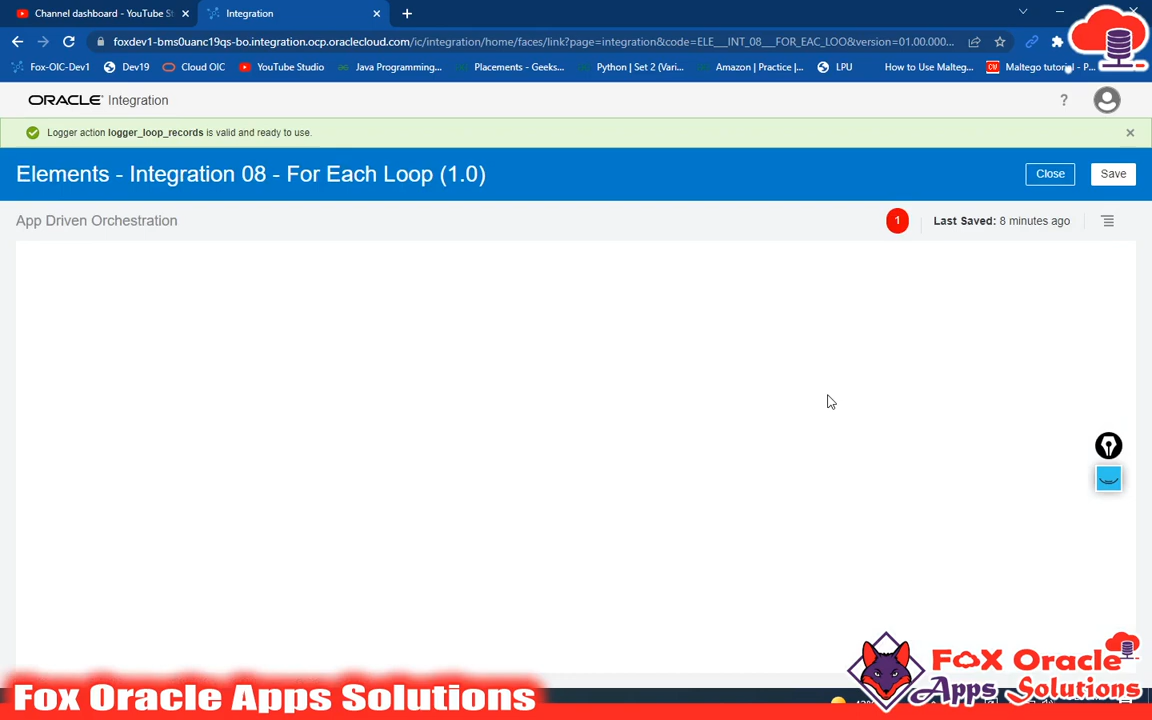 Channel dashboard - YouTube St
Integration
foxdev1-bms0uanc19qs-bo.integration.ocp.oraclecloud.com/ic/integration/home/faces/link?page=integration&code=ELE__INT_08__FOR_EAC_LOO&version=01.00.000...
Fox-OIC-Dev1 Dev19 Cloud OIC YouTube Studio Java Programming... Placements - Geeks... Python | Set 2 (Vari... Amazon | Practice |... LPU How to Use Malteg... CM Maltego tutorial - P...
ORACLE Integration
?
Logger action logger_loop_records is valid and ready to use.
Elements - Integration 08 - For Each Loop (1.0)
Close
Save
App Driven Orchestration
1
Last Saved: 8 minutes ago
FOX Oracle
Apps Solutions
Fox Oracle Apps Solutions